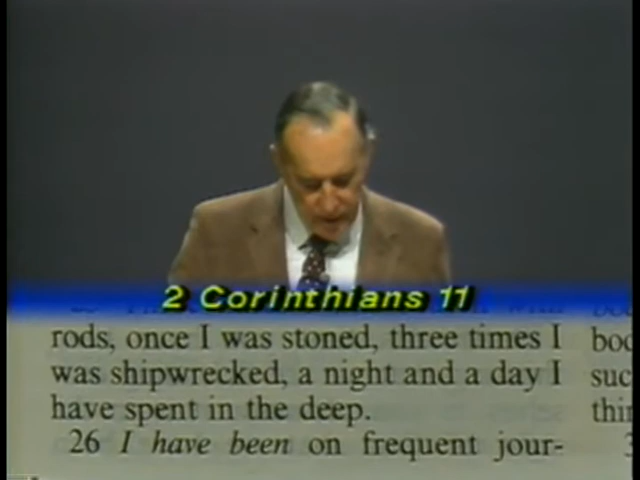 2 Corinthians 11
with
rods, once I was stoned, three times I
was shipwrecked, a night and a day I
have spent in the deep.
26 I have been on frequent jour-